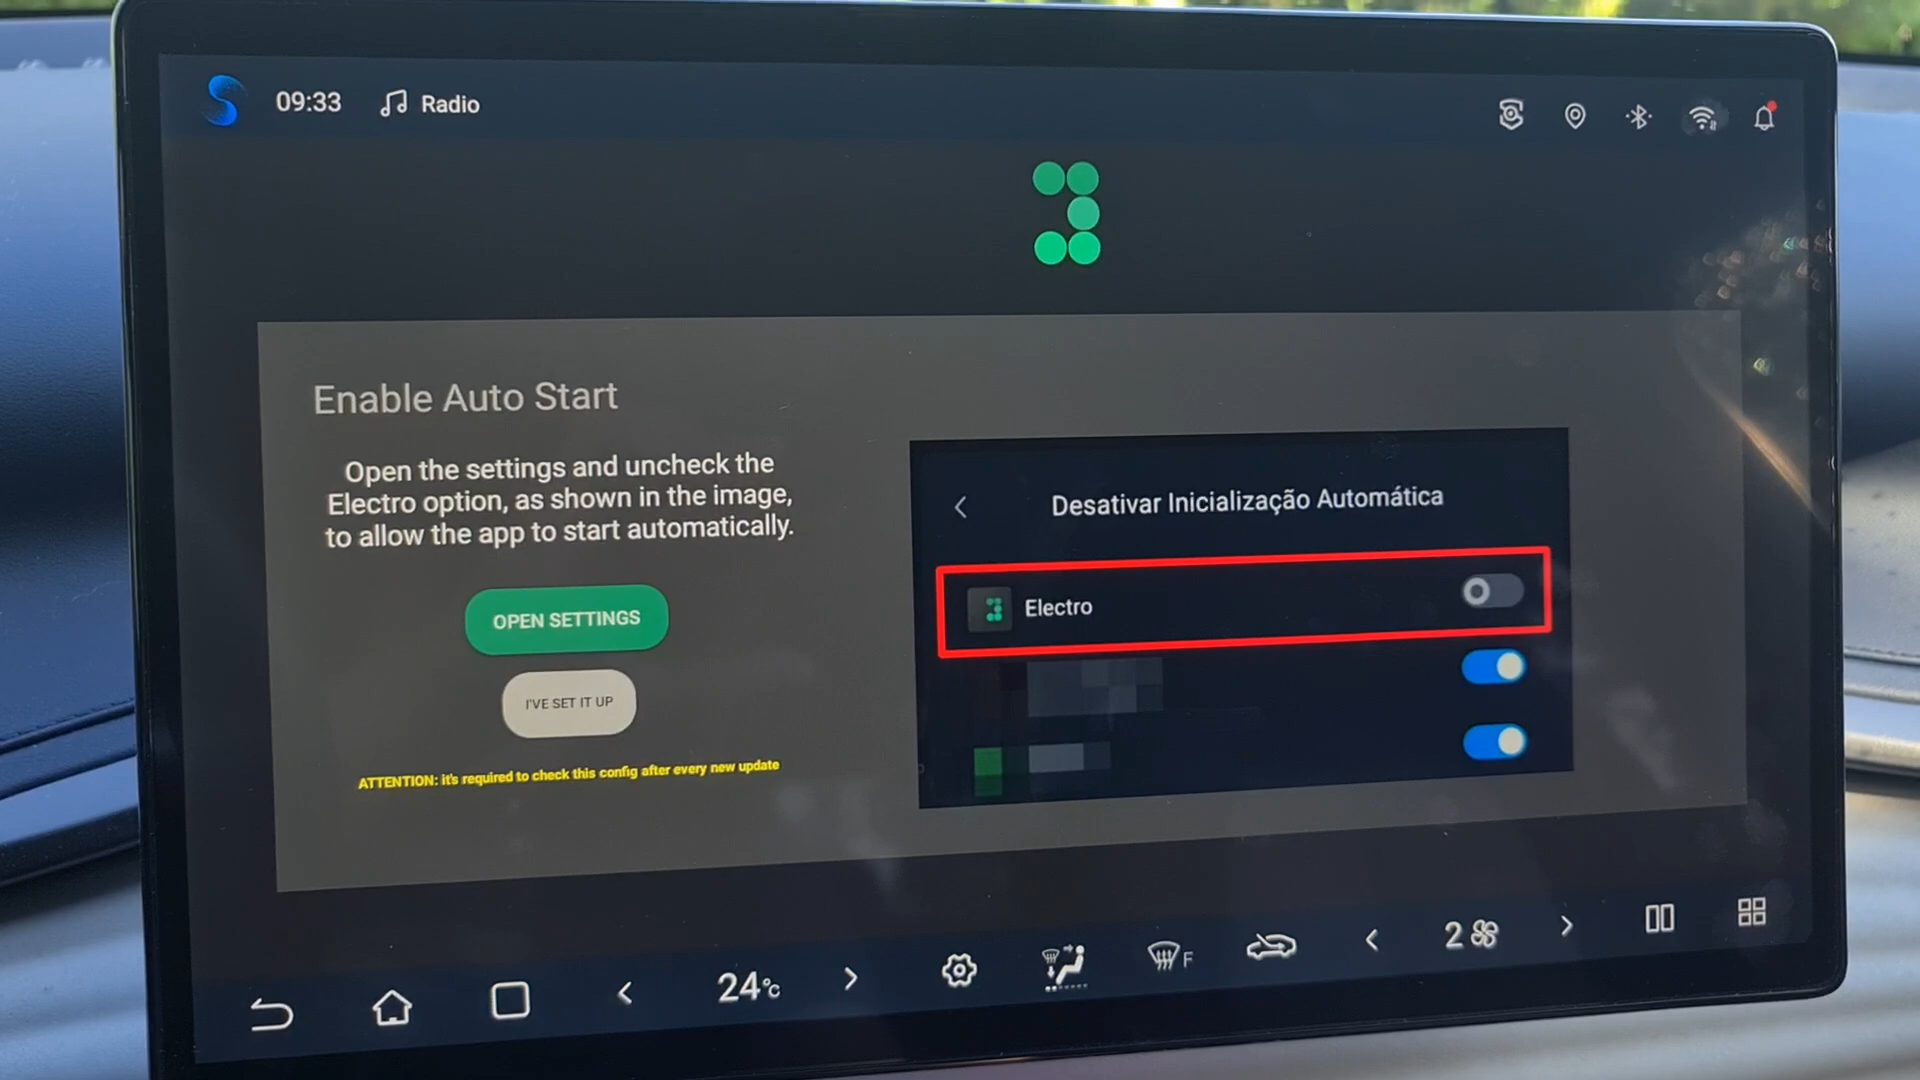 09:33 Radio
Enable Auto Start
Open the settings and uncheck the
Electro option, as shown in the image,
to allow the app to start automatically.
OPEN SETTINGS
I'VE SET IT UP
ATTENTION: it's required to check this config after every new update
Desativar Inicialização Automática
Electro
24°C
F
2